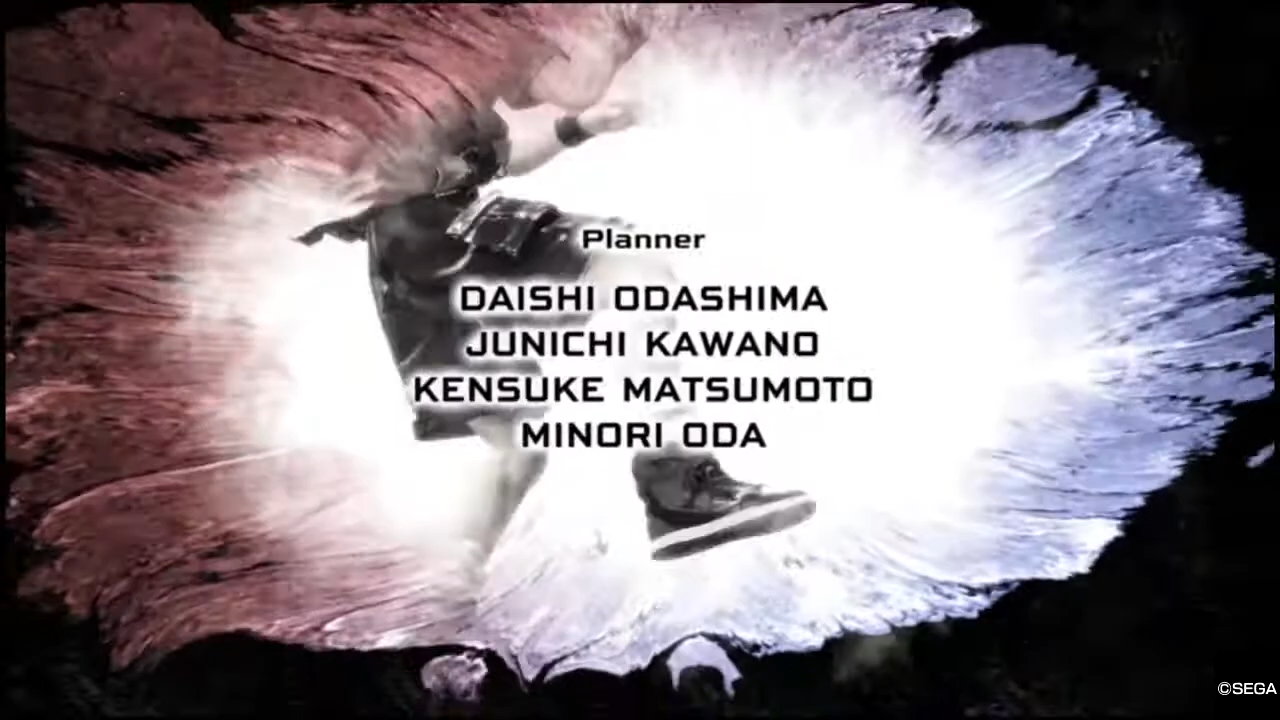 Planner
DAISHI ODASHIMA
JUNICHI KAWANO
KENSUKE MATSUMOTO
MINORI ODA
©SEGA